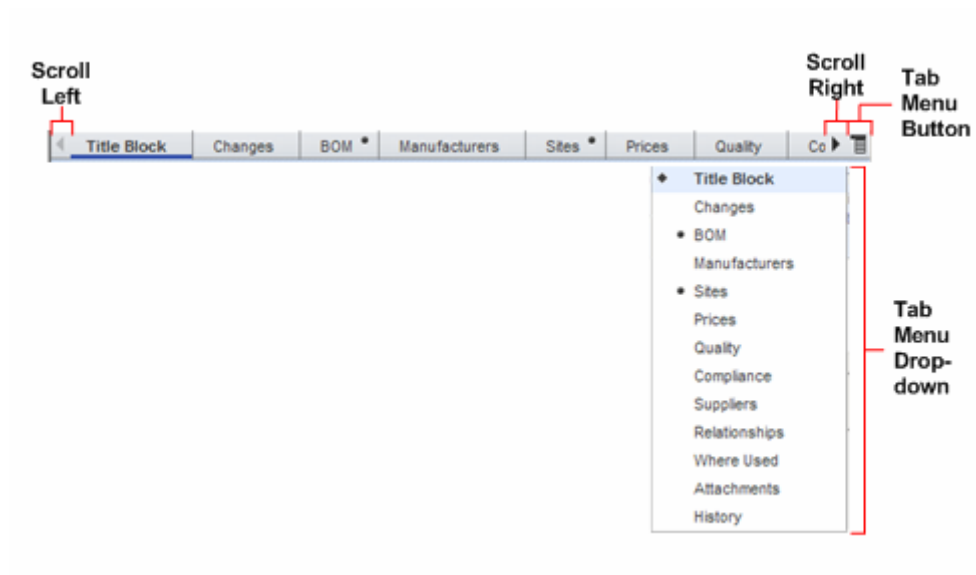 Scroll
Left
Scroll
Right
Tab
Menu
Button
Title Block Changes BOM Manufacturers Sites Prices Quality Co
Title Block
Changes
BOM
Manufacturers
Sites
Prices
Quality
Compliance
Suppliers
Relationships
Where Used
Attachments
History
Tab
Menu
Drop-
down